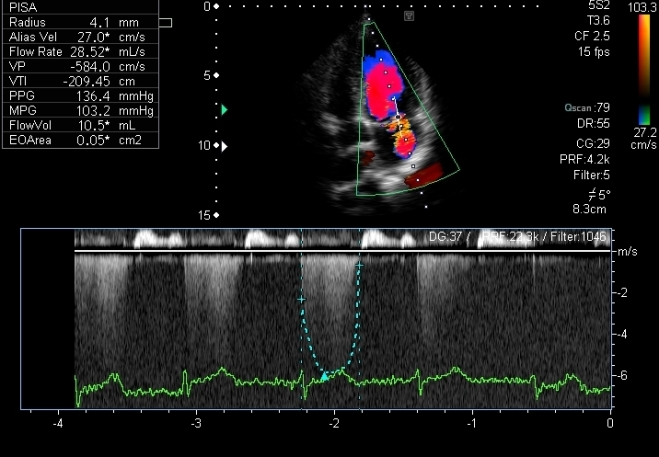 PISA
Radius 4.1 mm
Alias Vel 27.0* cm/s
Flow Rate 28.52* mL/s
VP -584.0 cm/s
VTI -209.45 cm
PPG 136.4 mmHg
MPG 103.2 mmHg
FlowVol 10.5* mL
EOArea 0.05* cm2
0
5
10
15
5S2
T3.6
CF 2.5
15 fps
103.3
Qscan :79
DR:55
CG:29
PRF:4.2k
Filter:5
5°
8.3cm
27.2
cm/s
DG:37 / PRF:22.3k / Filter:1046
m/s
-2
-4
-6
-4 -3 -2 -1 0